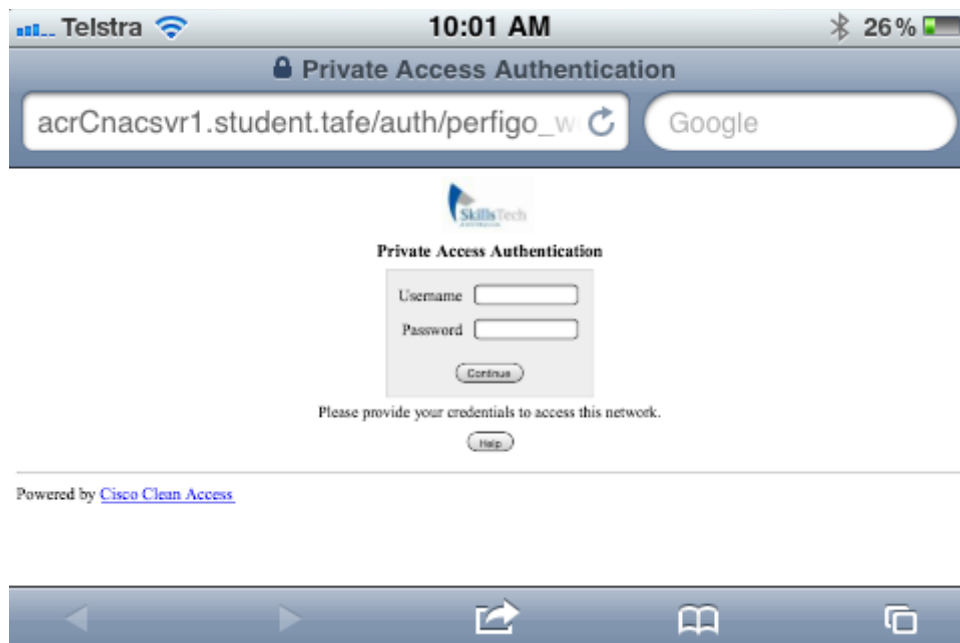 Telstra 10:01 AM 26%
Private Access Authentication
acrCnacsvr1.student.tafe/auth/perfigo_w Google
SkillsTech
Private Access Authentication
Username
Password
Continue
Please provide your credentials to access this network.
Help
Powered by Cisco Clean Access